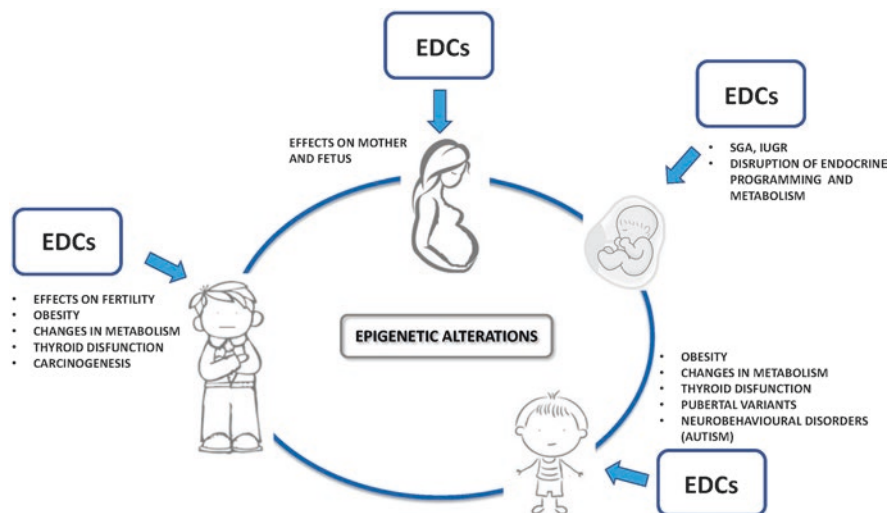 EDCs
EFFECTS ON MOTHER
AND FETUS
EDCs
• SGA, IUGR
• DISRUPTION OF ENDOCRINE
PROGRAMMING AND
METABOLISM
EDCs
• EFFECTS ON FERTILITY
• OBESITY
• CHANGES IN METABOLISM
• THYROID DISFUNCTION
• CARCINOGENESIS
EPIGENETIC ALTERATIONS
• OBESITY
• CHANGES IN METABOLISM
• THYROID DISFUNCTION
• PUBERTAL VARIANTS
• NEUROBEHAVIOURAL DISORDERS
(AUTISM)
EDCs